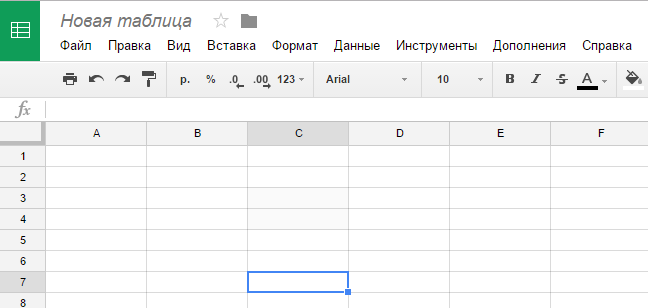 Новая таблица
Файл Правка Вид Вставка Формат Данные Инструменты Дополнения Справка
р. % .0 .00 123 Arial 10 B I S A
fx
A B C D E F
1
2
3
4
5
6
7
8